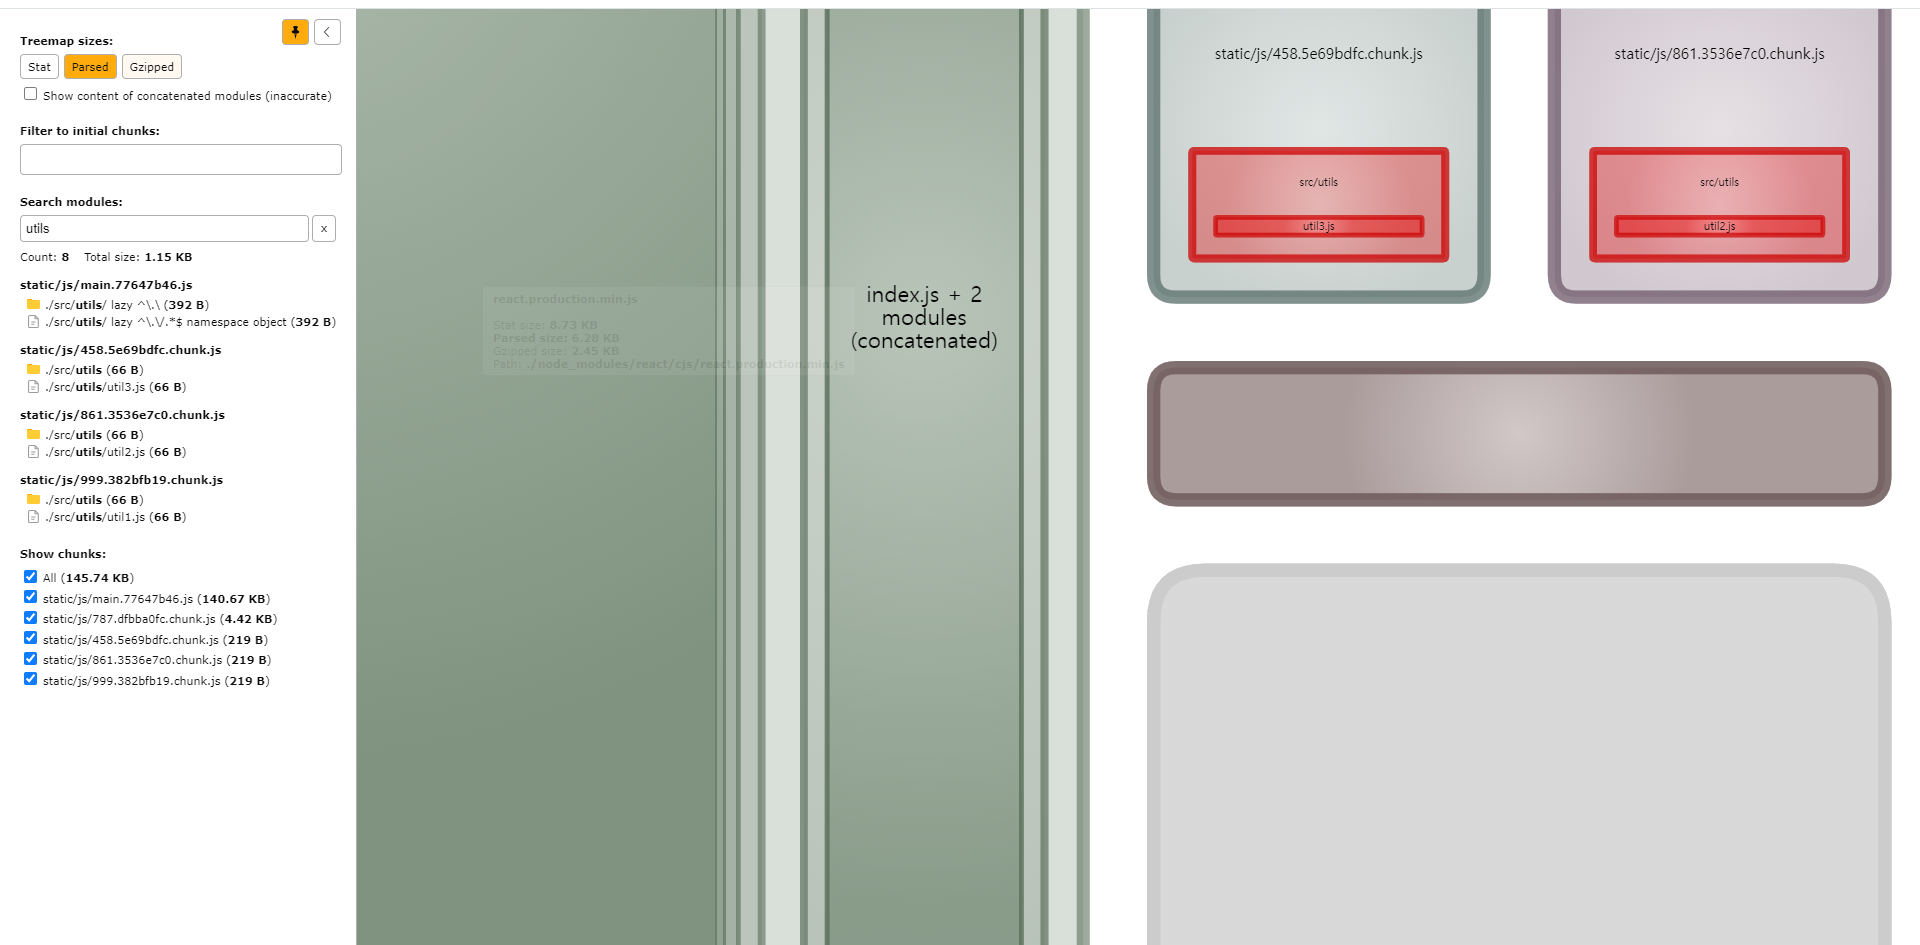 Treemap sizes:
Stat Parsed Gzipped
Show content of concatenated modules (inaccurate)
Filter to initial chunks:
Search modules:
utils x
Count: 8 Total size: 1.15 KB
static/js/main.77647b46.js
./src/utils/ lazy ^\.\ (392 B)
./src/utils/ lazy ^\.\/.*$ namespace object (392 B)
static/js/458.5e69bdfc.chunk.js
./src/utils (66 B)
./src/utils/util3.js (66 B)
static/js/861.3536e7c0.chunk.js
./src/utils (66 B)
./src/utils/util2.js (66 B)
static/js/999.382bfb19.chunk.js
./src/utils (66 B)
./src/utils/util1.js (66 B)
Show chunks:
All (145.74 KB)
static/js/main.77647b46.js (140.67 KB)
static/js/787.dfbba0fc.chunk.js (4.42 KB)
static/js/458.5e69bdfc.chunk.js (219 B)
static/js/861.3536e7c0.chunk.js (219 B)
static/js/999.382bfb19.chunk.js (219 B)
react.production.min.js
Stat size: 8.73 KB
Parsed size: 6.28 KB
Gzipped size: 2.45 KB
Path: ./node_modules/react/cjs/react.production.min.js
index.js + 2
modules
(concatenated)
static/js/458.5e69bdfc.chunk.js
src/utils
util3.js
static/js/861.3536e7c0.chunk.js
src/utils
util2.js